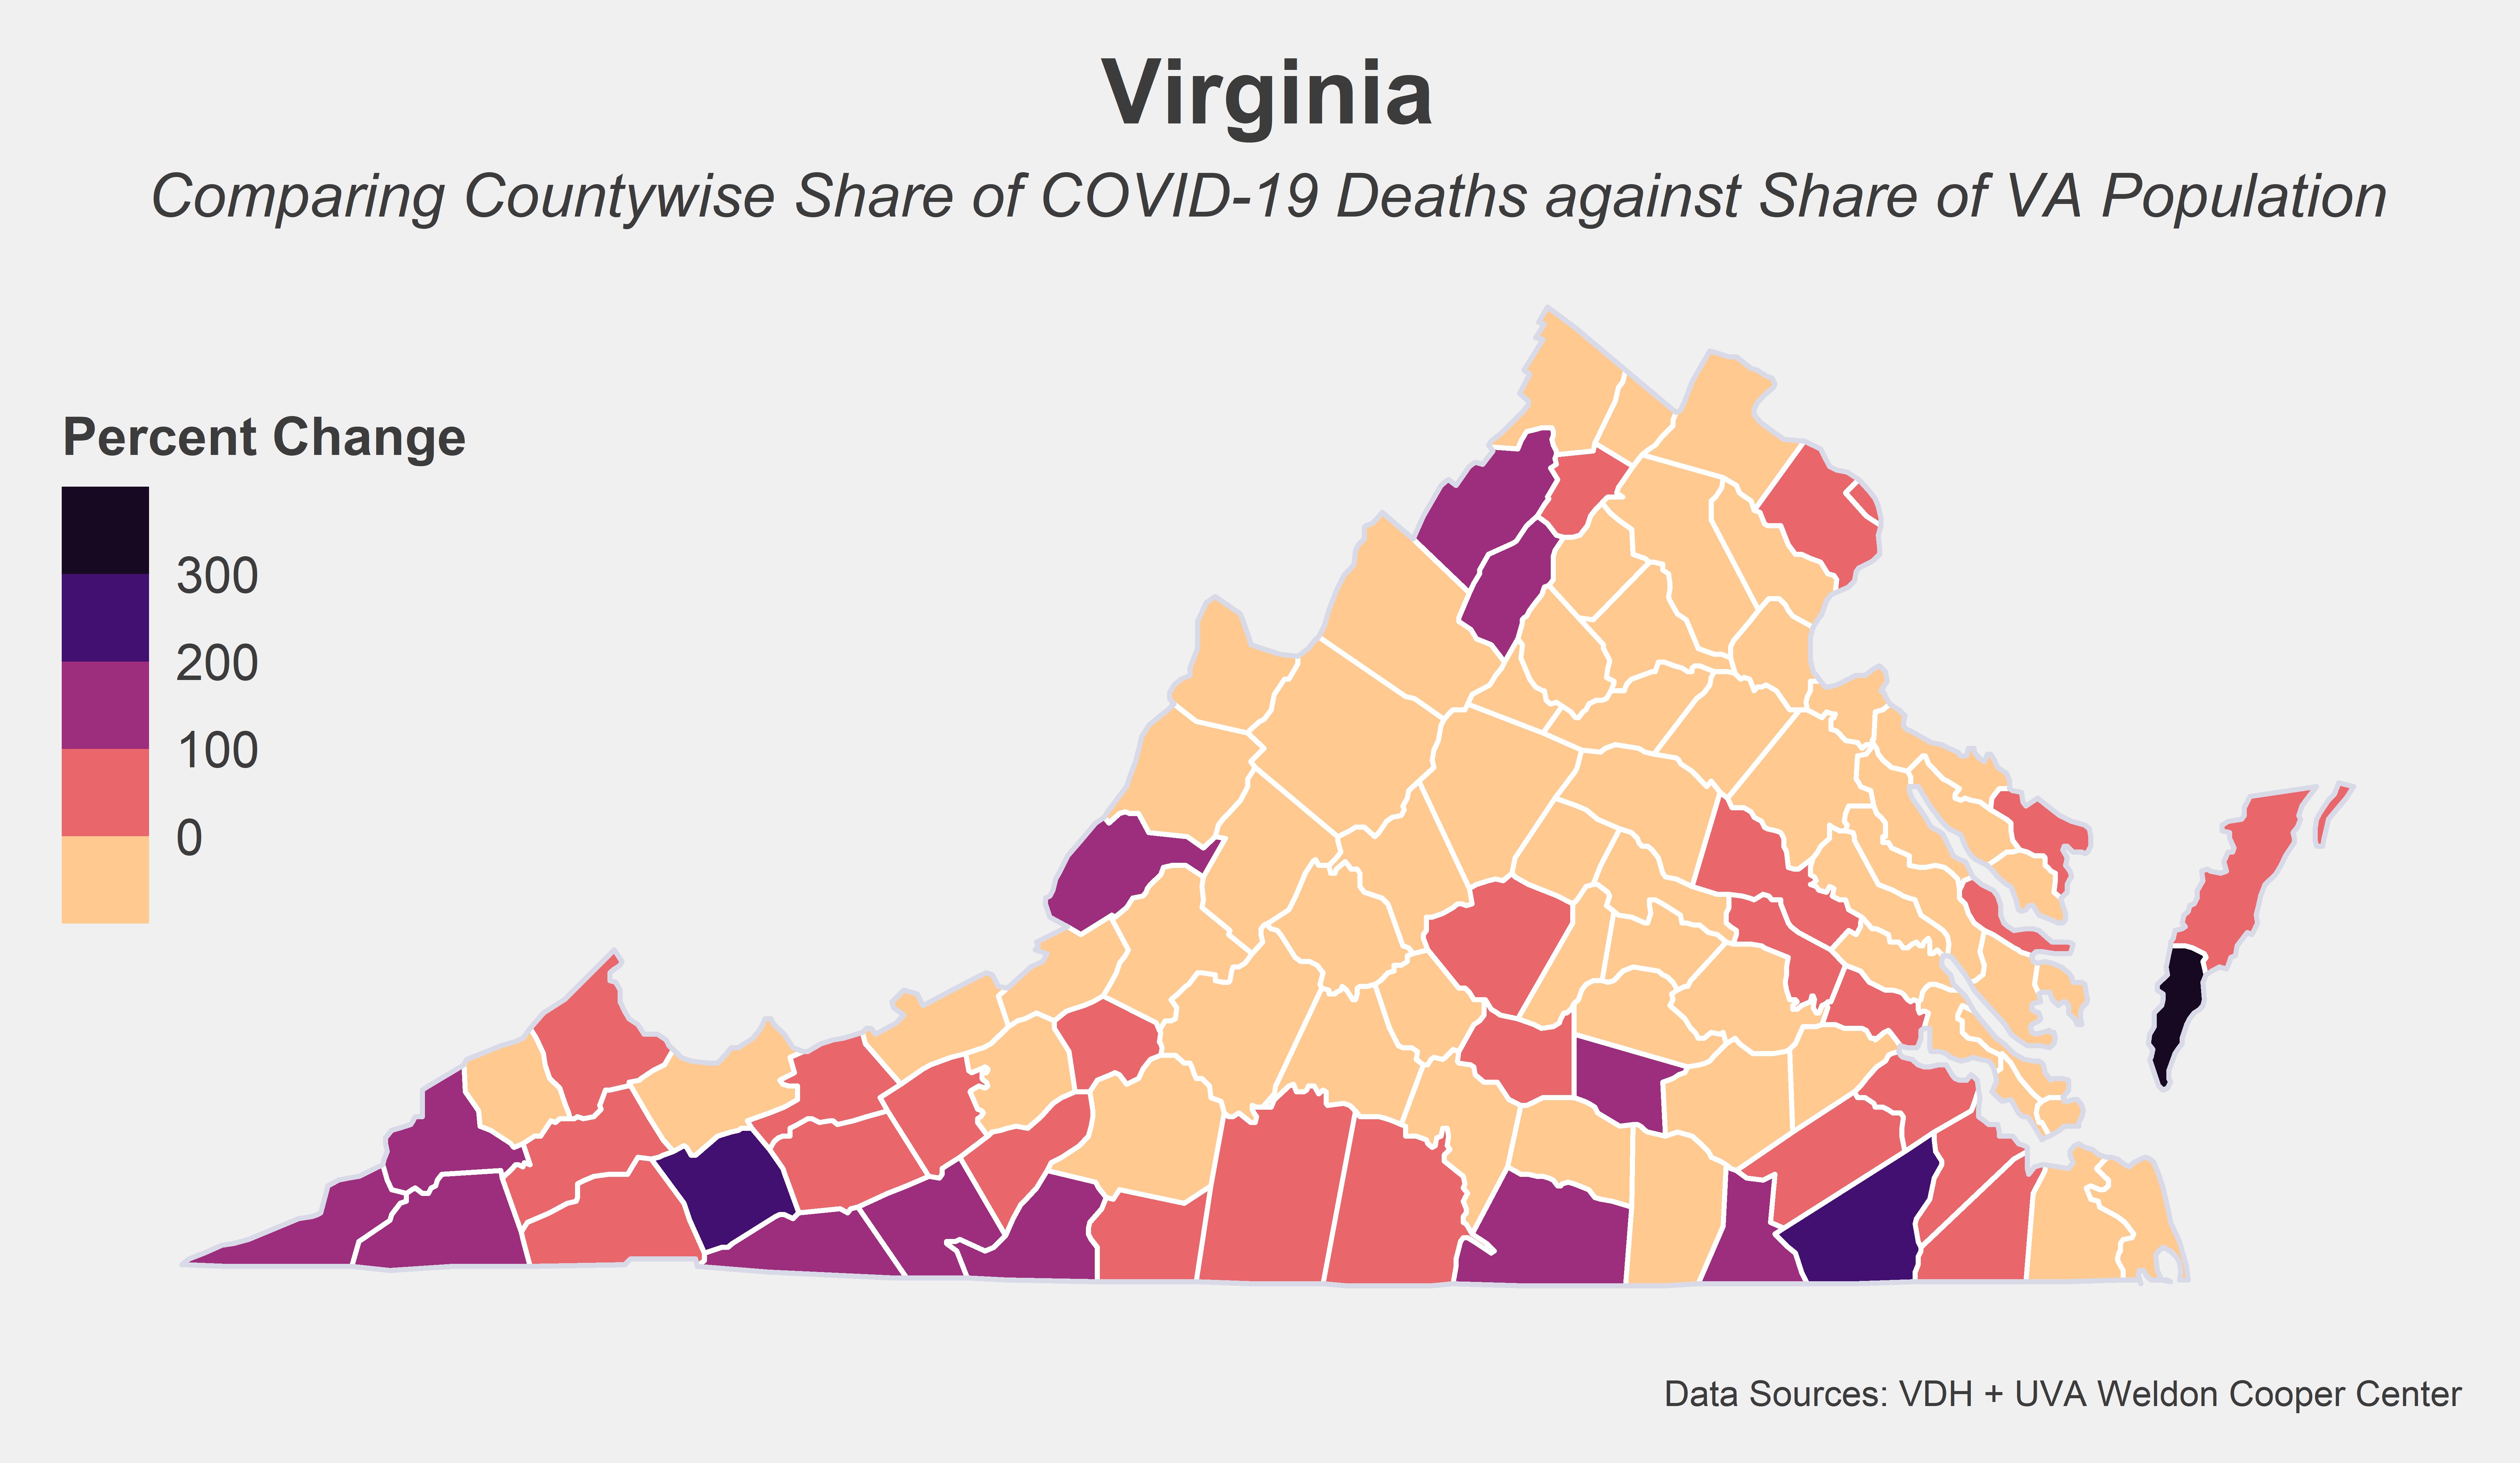 Virginia
Comparing Countywise Share of COVID-19 Deaths against Share of VA Population
Percent Change
300
200
100
0
Data Sources: VDH + UVA Weldon Cooper Center